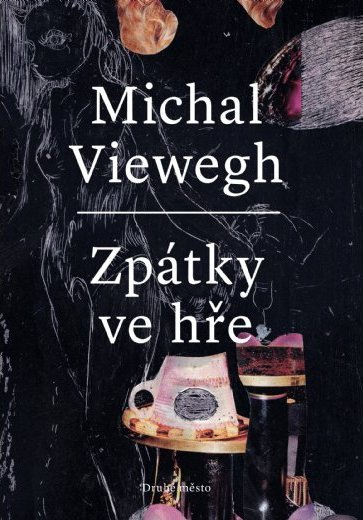 Michal
Viewegh
Zpátky
ve hře
Druhé město